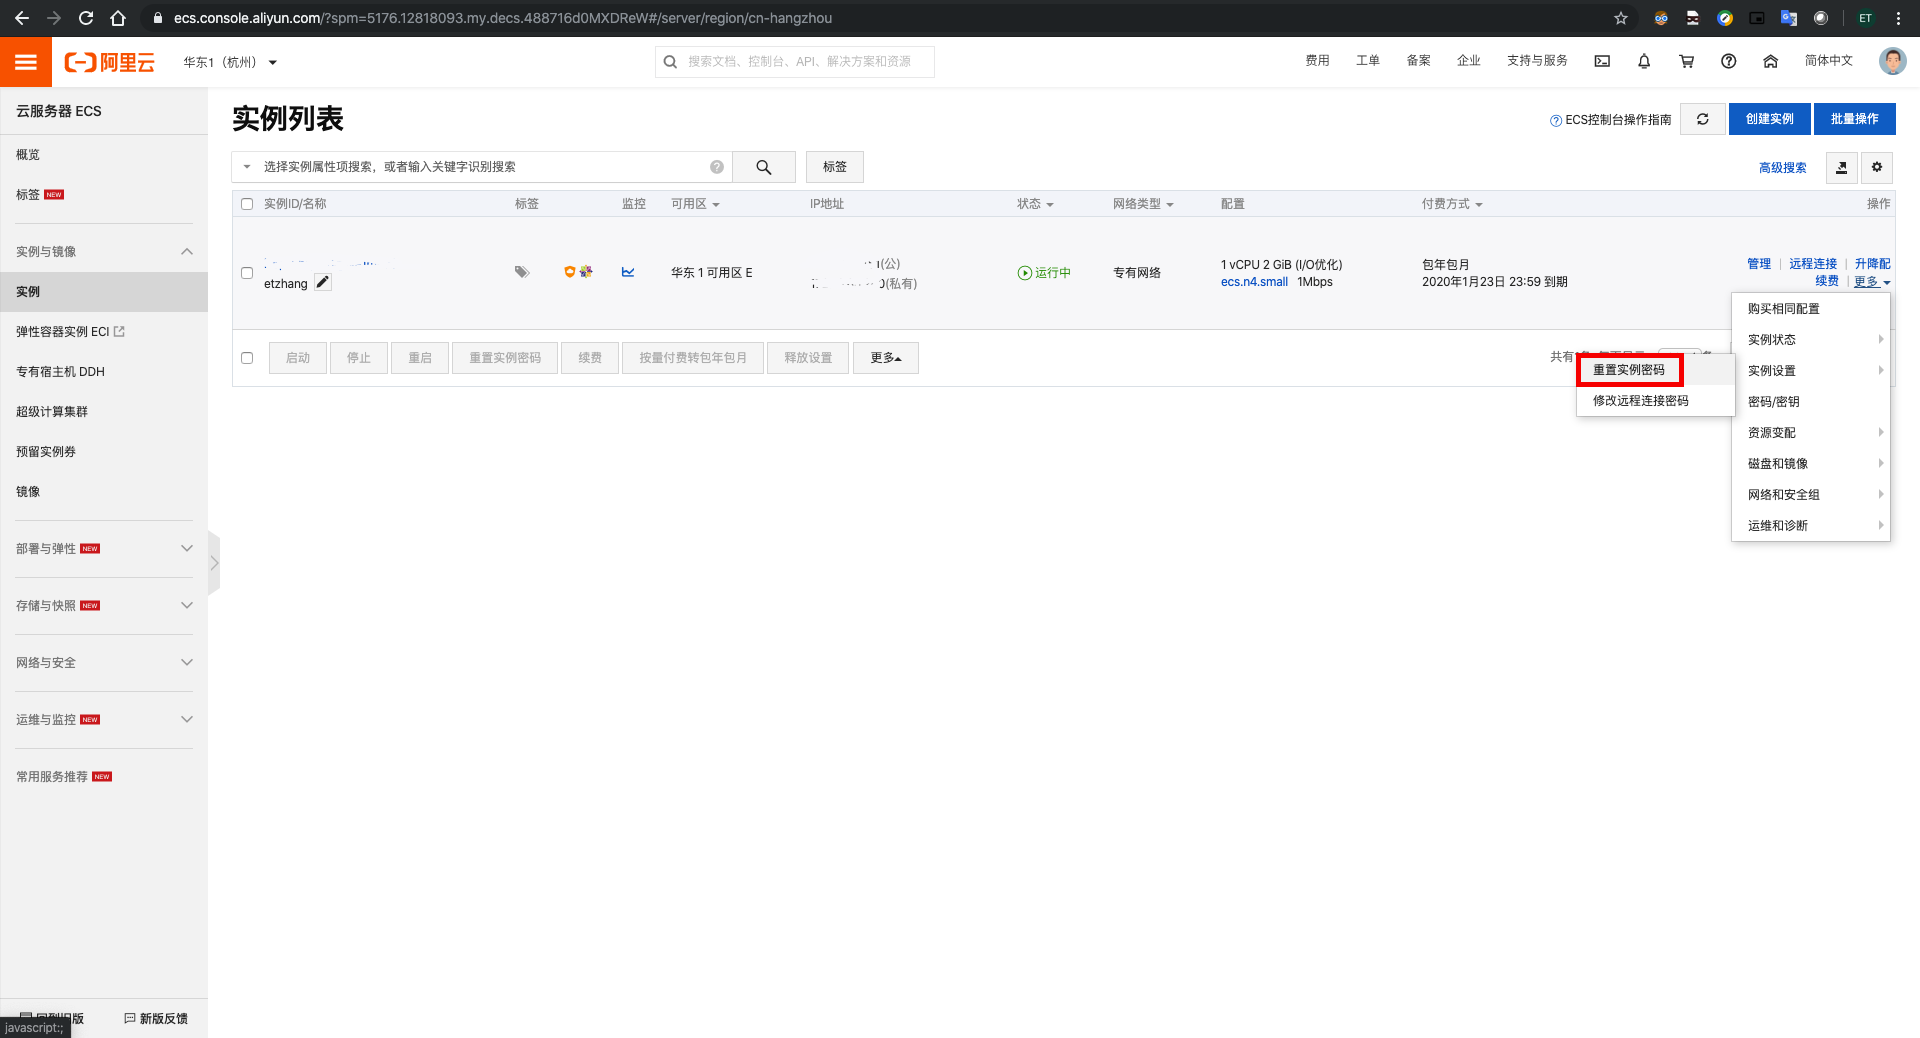 ecs.console.aliyun.com/?spm=5176.12818093.my.decs.488716d0MXDReW#/server/region/cn-hangzhou
ET
阿里云
华东1（杭州）
搜索文档、控制台、API、解决方案和资源
费用
工单
备案
企业
支持与服务
简体中文
云服务器 ECS
概览
标签 NEW
实例与镜像
实例
弹性容器实例 ECI
专有宿主机 DDH
超级计算集群
预留实例券
镜像
部署与弹性 NEW
存储与快照 NEW
网络与安全
运维与监控 NEW
常用服务推荐 NEW
新版反馈
javascript:;
实例列表
ECS控制台操作指南
创建实例
批量操作
选择实例属性项搜索，或者输入关键字识别搜索
标签
高级搜索
实例ID/名称
标签
监控
可用区
IP地址
状态
网络类型
配置
付费方式
操作
etzhang
华东 1 可用区 E
(公)
(私有)
运行中
专有网络
1 vCPU 2 GiB (I/O优化)
ecs.n4.small 1Mbps
包年包月
2020年1月23日 23:59 到期
管理
远程连接
升降配
续费
更多
启动
停止
重启
重置实例密码
续费
按量付费转包年包月
释放设置
更多
共有
重置实例密码
修改远程连接密码
购买相同配置
实例状态
实例设置
密码/密钥
资源变配
磁盘和镜像
网络和安全组
运维和诊断